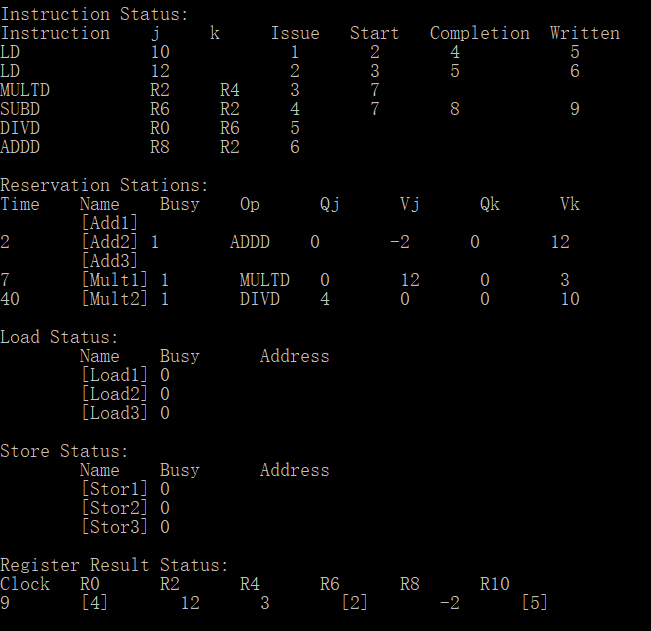 Instruction Status:
Instruction    j     k     Issue   Start   Completion  Written
LD             10            1       2       4           5
LD             12            2       3       5           6
MULTD          R2     R4     3       7
SUBD           R6     R2     4       7       8           9
DIVD           R0     R6     5
ADDD           R8     R2     6
Reservation Stations:
Time    Name    Busy    Op      Qj      Vj      Qk      Vk
        [Add1]
2       [Add2] 1       ADDD    0       -2      0       12
        [Add3]
7       [Mult1] 1       MULTD   0       12      0       3
40      [Mult2] 1       DIVD    4       0       0       10
Load Status:
        Name    Busy      Address
        [Load1] 0
        [Load2] 0
        [Load3] 0
Store Status:
        Name    Busy      Address
        [Stor1] 0
        [Stor2] 0
        [Stor3] 0
Register Result Status:
Clock   R0      R2      R4      R6      R8      R10
9       [4]       12      3       [2]       -2      [5]